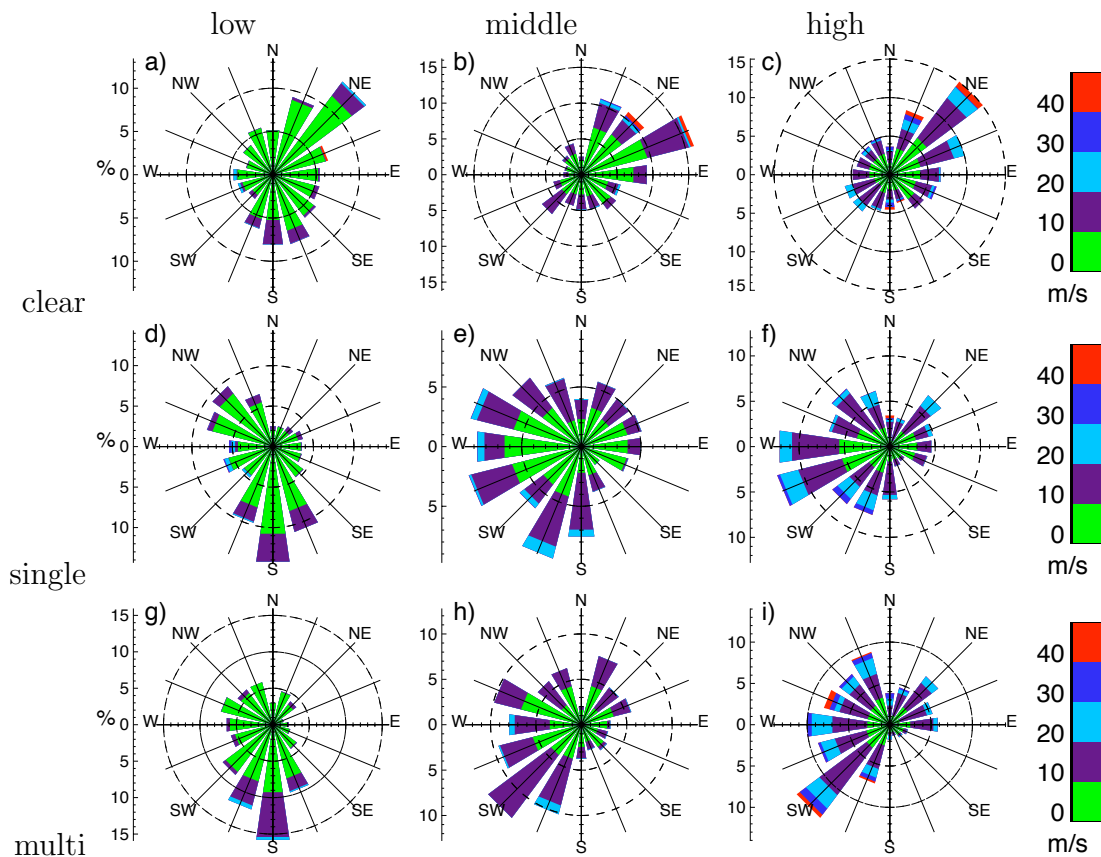 low middle high
a) N NW NE W E SW SE S
10 5 % 0 5 10
b) N NW NE W E SW SE S
15 10 5 0 5 10 15
c) N NW NE W E SW SE S
15 10 5 0 5 10 15
40 30 20 10 0 m/s
clear
d) N NW NE W E SW SE S
10 5 % 0 5 10
e) N NW NE W E SW SE S
5 0 5
f) N NW NE W E SW SE S
10 5 0 5 10
40 30 20 10 0 m/s
single
g) N NW NE W E SW SE S
15 10 5 % 0 5 10 15
h) N NW NE W E SW SE S
10 5 0 5 10
i) N NW NE W E SW SE S
10 5 0 5 10
40 30 20 10 0 m/s
multi